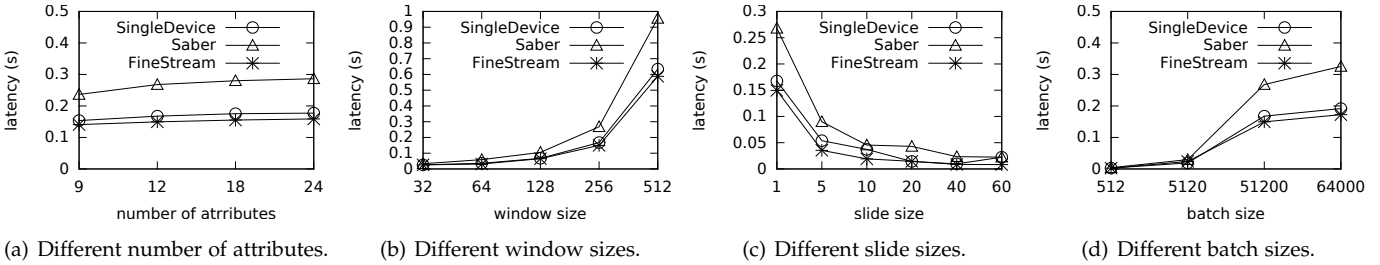 latency (s)
0.5
0.4
0.3
0.2
0.1
0
SingleDevice
Saber
FineStream
9 12 18 24
number of atrributes
(a) Different number of attributes.
latency (s)
1
0.9
0.8
0.7
0.6
0.5
0.4
0.3
0.2
0.1
0
SingleDevice
Saber
FineStream
32 64 128 256 512
window size
(b) Different window sizes.
latency (s)
0.3
0.25
0.2
0.15
0.1
0.05
0
SingleDevice
Saber
FineStream
1 5 10 20 40 60
slide size
(c) Different slide sizes.
latency (s)
0.5
0.4
0.3
0.2
0.1
0
SingleDevice
Saber
FineStream
512 5120 51200 64000
batch size
(d) Different batch sizes.